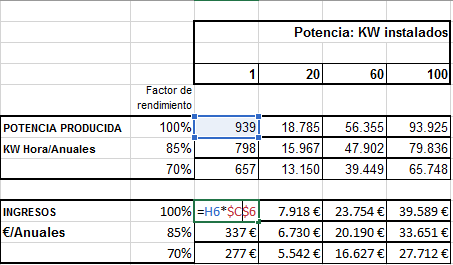 Potencia: KW instalados
1 20 60 100
Factor de
rendimiento
POTENCIA PRODUCIDA 100% 939 18.785 56.355 93.925
KW Hora/Anuales 85% 798 15.967 47.902 79.836
70% 657 13.150 39.449 65.748
INGRESOS 100% =H6*$C$6 7.918 € 23.754 € 39.589 €
€/Anuales 85% 337 € 6.730 € 20.190 € 33.651 €
70% 277 € 5.542 € 16.627 € 27.712 €